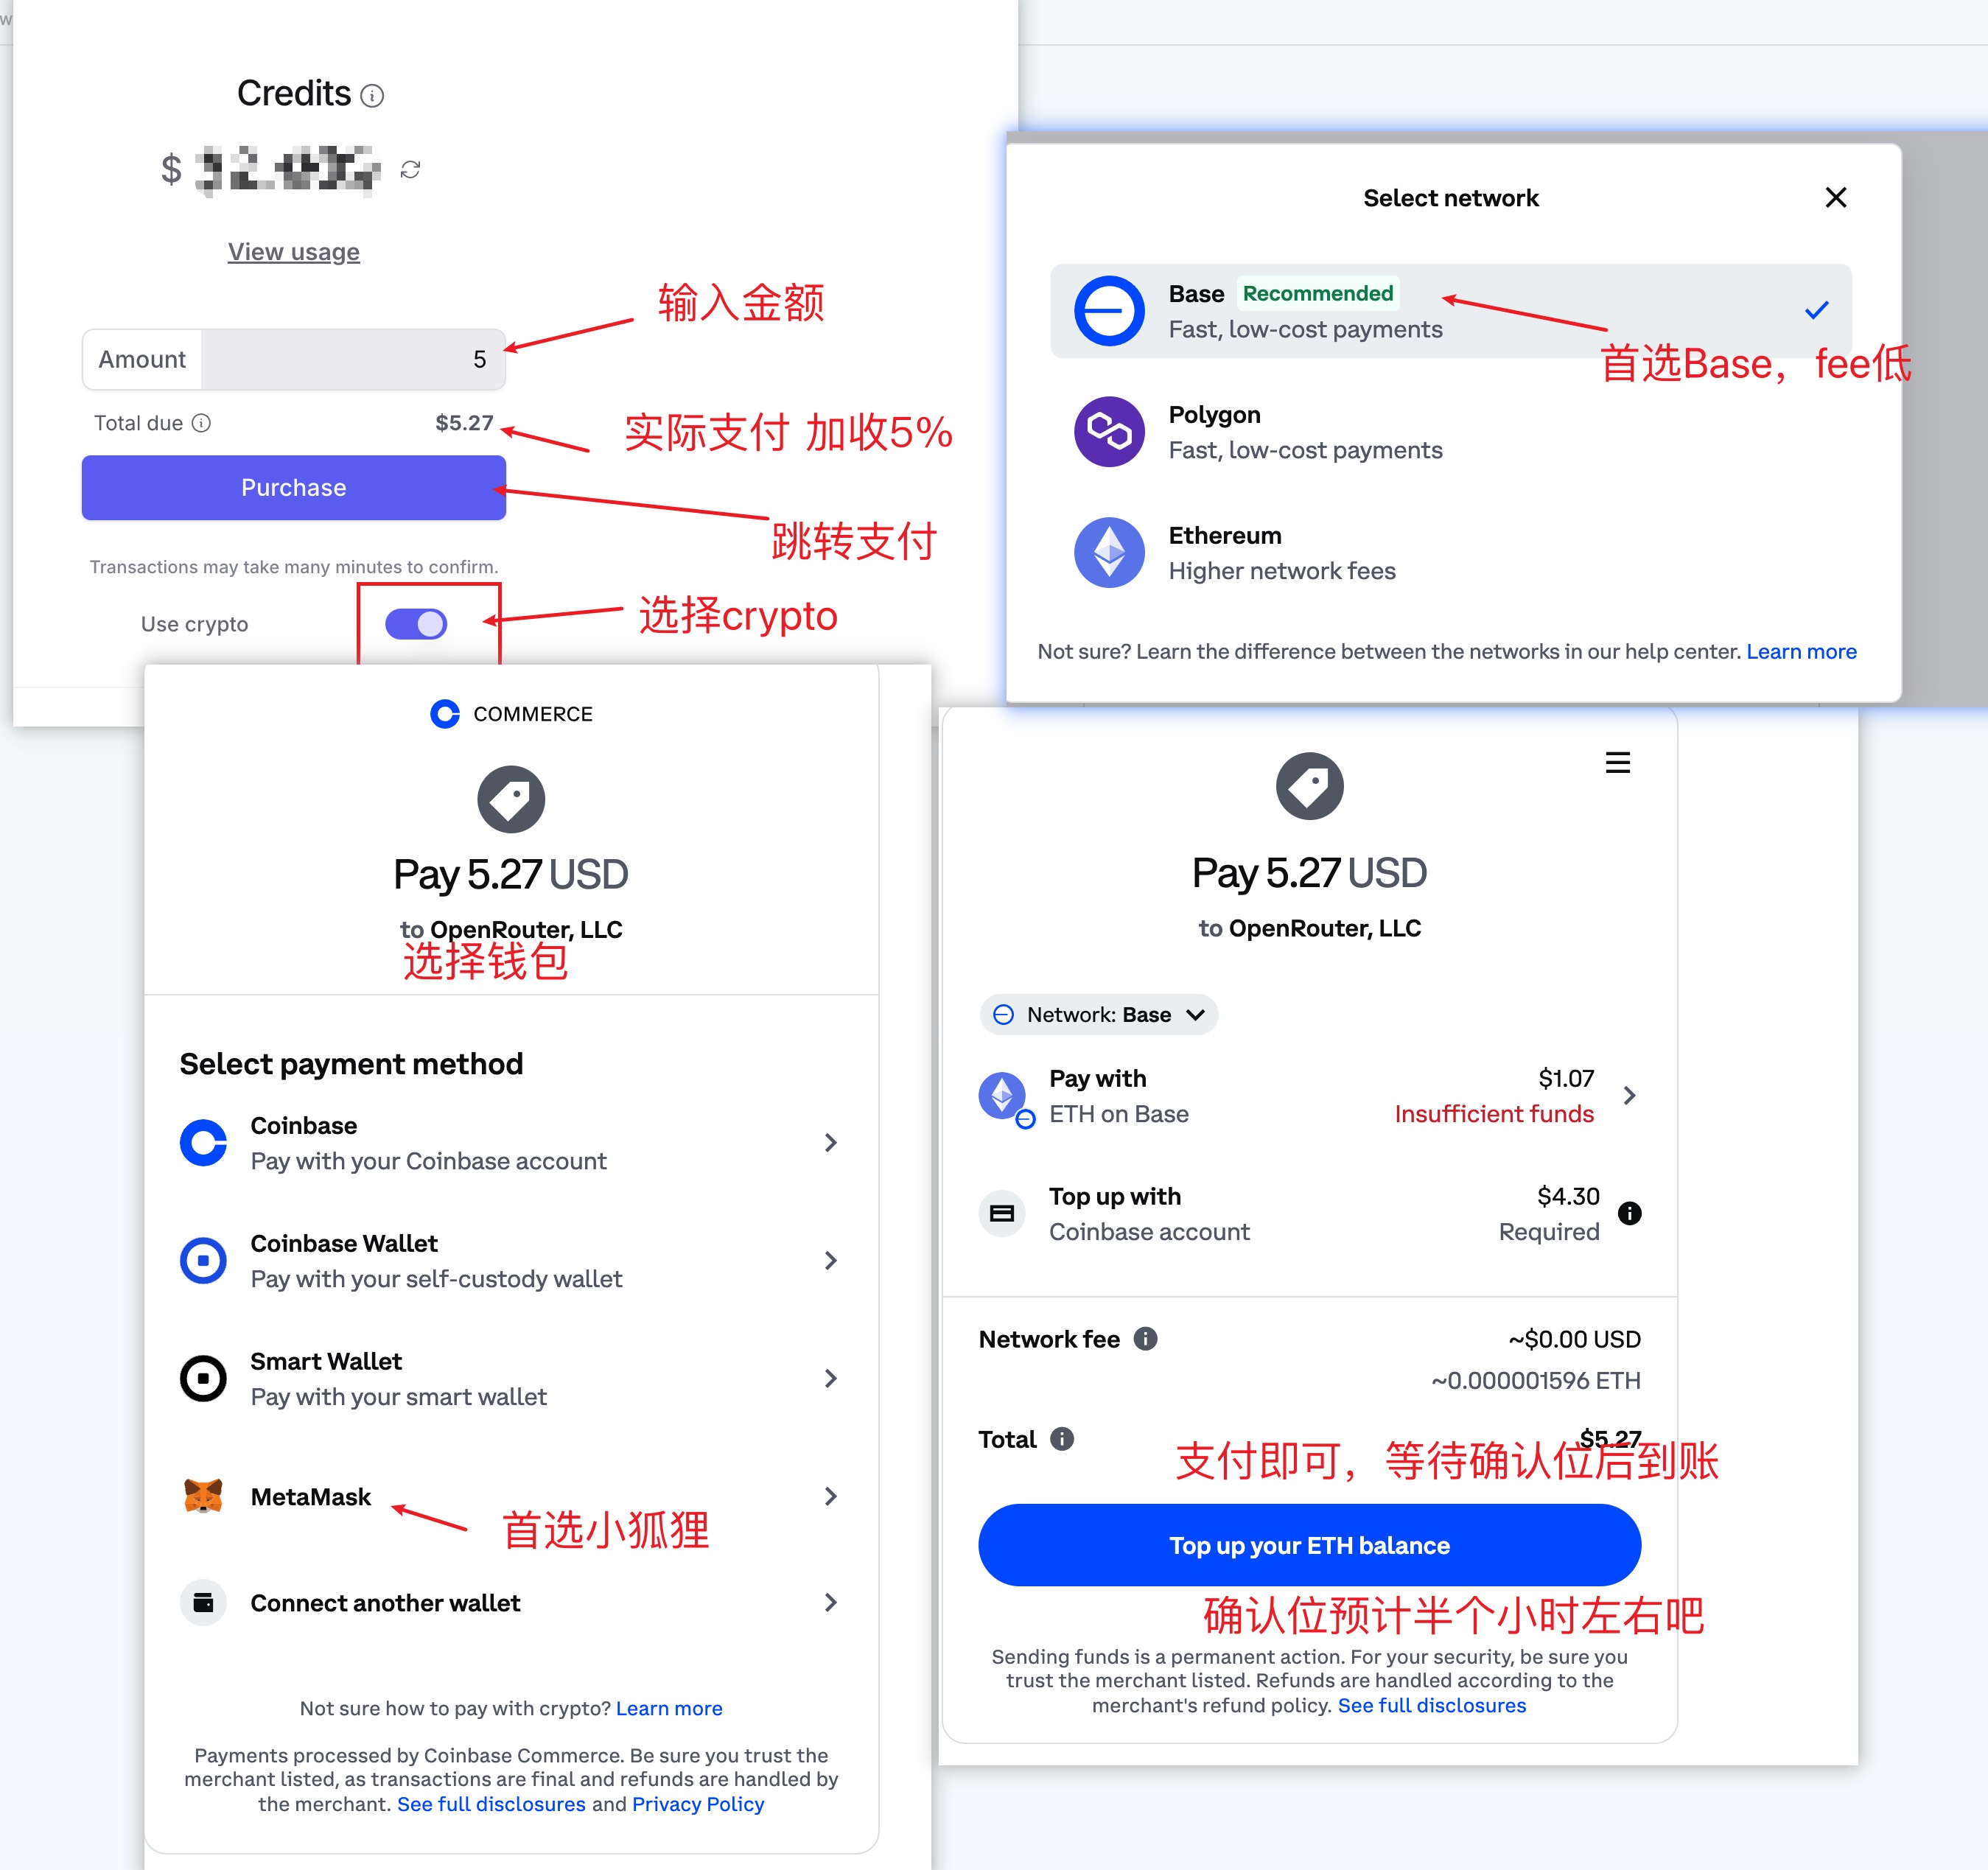 w
Credits
$
View usage
输入金额
Amount 5
Total due $5.27
实际支付 加收5%
Purchase
跳转支付
Transactions may take many minutes to confirm.
Use crypto
选择crypto
Select network
Base Recommended
Fast, low-cost payments
首选Base，fee低
Polygon
Fast, low-cost payments
Ethereum
Higher network fees
Not sure? Learn the difference between the networks in our help center. Learn more
COMMERCE
Pay 5.27 USD
to OpenRouter, LLC
选择钱包
Select payment method
Coinbase
Pay with your Coinbase account
Coinbase Wallet
Pay with your self-custody wallet
Smart Wallet
Pay with your smart wallet
MetaMask
首选小狐狸
Connect another wallet
Not sure how to pay with crypto? Learn more
Payments processed by Coinbase Commerce. Be sure you trust the
merchant listed, as transactions are final and refunds are handled by
the merchant. See full disclosures and Privacy Policy
Pay 5.27 USD
to OpenRouter, LLC
Network: Base
Pay with $1.07
ETH on Base Insufficient funds
Top up with $4.30
Coinbase account Required
Network fee ~$0.00 USD
~0.000001596 ETH
Total $5.27
支付即可，等待确认位后到账
Top up your ETH balance
确认位预计半个小时左右吧
Sending funds is a permanent action. For your security, be sure you
trust the merchant listed. Refunds are handled according to the
merchant's refund policy. See full disclosures